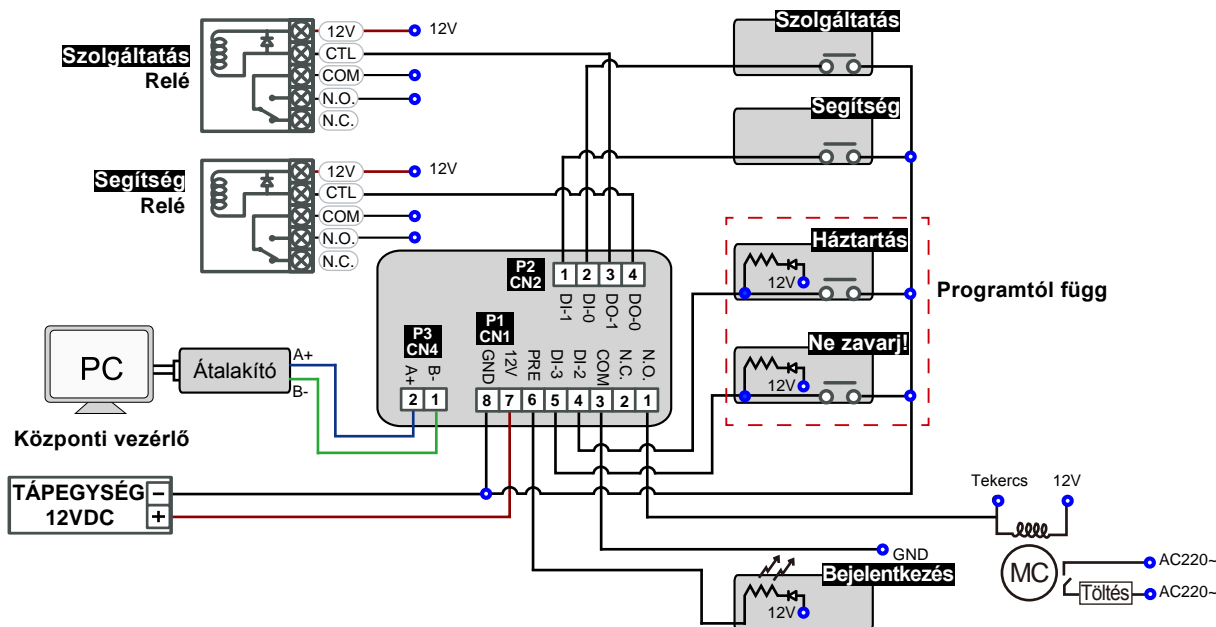 Szolgáltatás
Relé
12V
12V
CTL
COM
N.O.
N.C.
Segítség
Relé
12V
12V
CTL
COM
N.O.
N.C.
Szolgáltatás
Segítség
Háztartás
12V
Ne zavarj!
12V
Programtól függ
P2
CN2
1 2 3 4
DI-1
DI-0
DO-1
DO-0
P3
CN4
A+
B-
2 1
P1
CN1
GND
12V
PRE
DI-3
DI-2
COM
N.C.
N.O.
8 7 6 5 4 3 2 1
PC
Átalakító
A+
B-
Központi vezérlő
TÁPEGYSÉG
12VDC
–
+
Tekercs
12V
GND
Bejelentkezés
12V
MC
AC220~
Töltés
AC220~